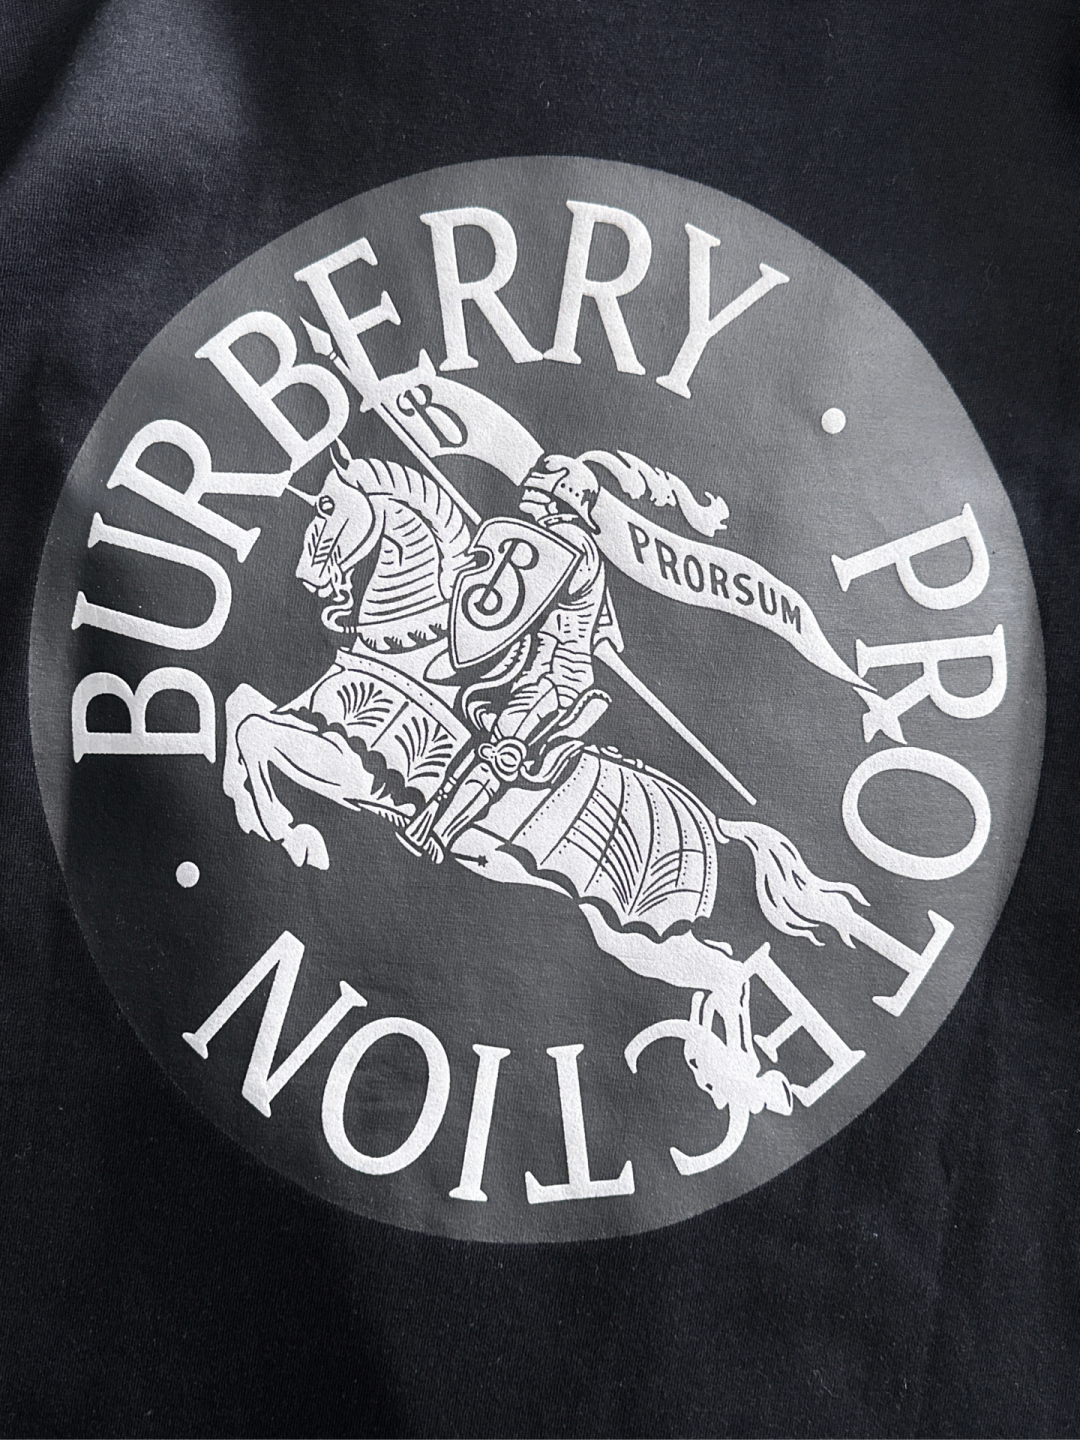 BURBERRY • PROTECTION •
B
PRORSUM
B